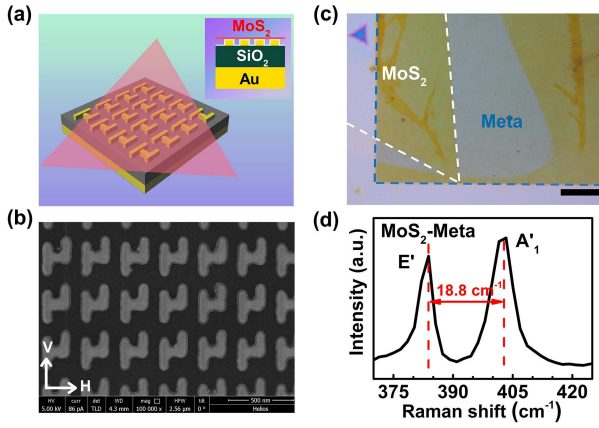 (a)
MoS2
SiO2
Au
(b)
V
H
HV curr det WD mag HFW tilt
5.00 kV 86 pA TLD 4.3 mm 100 000 x 2.56 µm 0 ° Helios
500 nm
(c)
MoS2
Meta
(d)
MoS2-Meta
A'1
E'
18.8 cm-1
Intensity (a.u.)
375 390 405 420
Raman shift (cm-1)